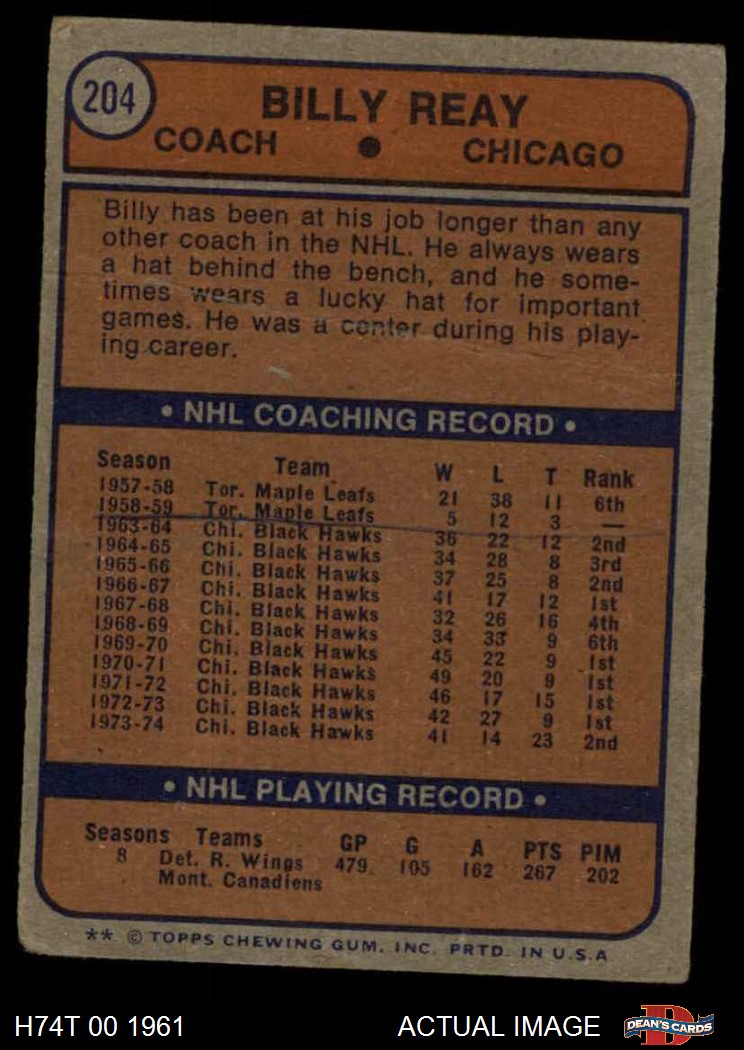 204
BILLY REAY
COACH ● CHICAGO
Billy has been at his job longer than any
other coach in the NHL. He always wears
a hat behind the bench, and he some-
times wears a lucky hat for important
games. He was a center during his play-
ing career.
• NHL COACHING RECORD •
Season Team W L T Rank
1957-58 Tor. Maple Leafs 21 38 11 6th
1958-59 Tor. Maple Leafs 5 12 3 —
1963-64 Chi. Black Hawks 36 22 12 2nd
1964-65 Chi. Black Hawks 34 28 8 3rd
1965-66 Chi. Black Hawks 37 25 8 2nd
1966-67 Chi. Black Hawks 41 17 12 1st
1967-68 Chi. Black Hawks 32 26 16 4th
1968-69 Chi. Black Hawks 34 33 9 6th
1969-70 Chi. Black Hawks 45 22 9 1st
1970-71 Chi. Black Hawks 49 20 9 1st
1971-72 Chi. Black Hawks 46 17 15 1st
1972-73 Chi. Black Hawks 42 27 9 1st
1973-74 Chi. Black Hawks 41 14 23 2nd
• NHL PLAYING RECORD •
Seasons Teams GP G A PTS PIM
8 Det. R. Wings 479 105 162 267 202
Mont. Canadiens
** © TOPPS CHEWING GUM, INC. PRTD. IN U.S.A
H74T 00 1961 ACTUAL IMAGE D DEAN'S CARDS